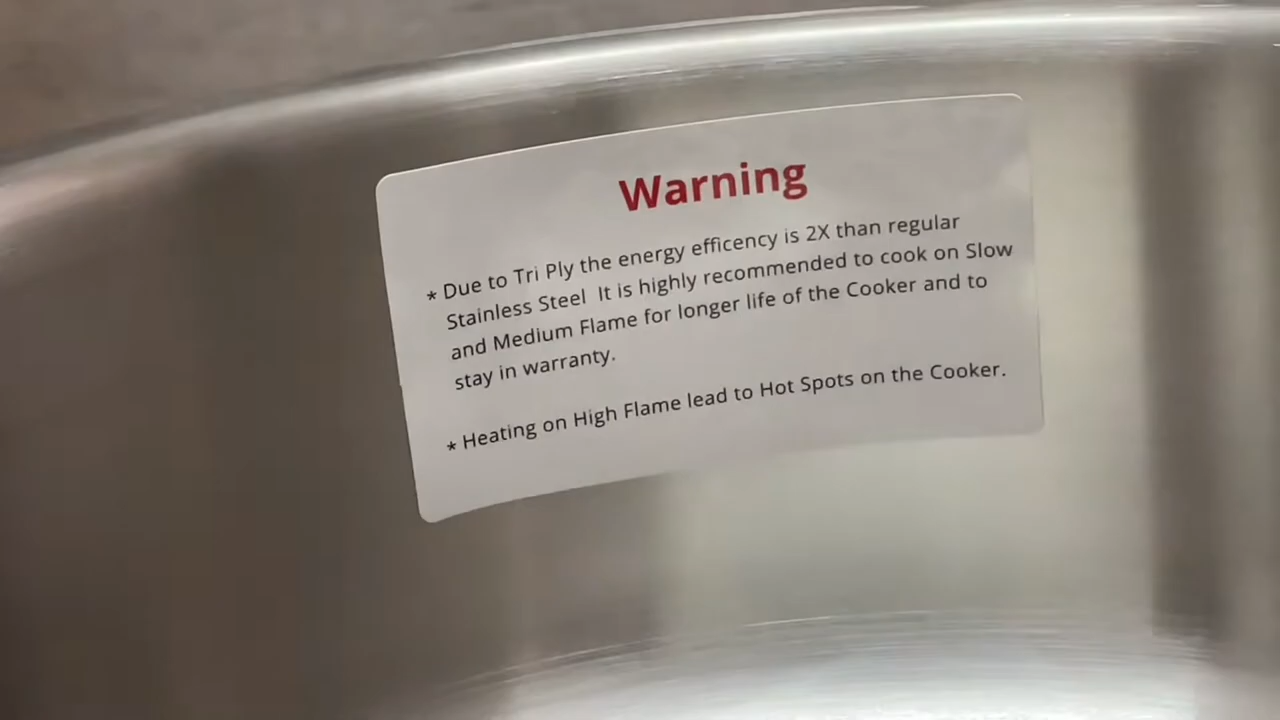 Warning
* Due to Tri Ply the energy efficency is 2X than regular
Stainless Steel It is highly recommended to cook on Slow
and Medium Flame for longer life of the Cooker and to
stay in warranty.
* Heating on High Flame lead to Hot Spots on the Cooker.